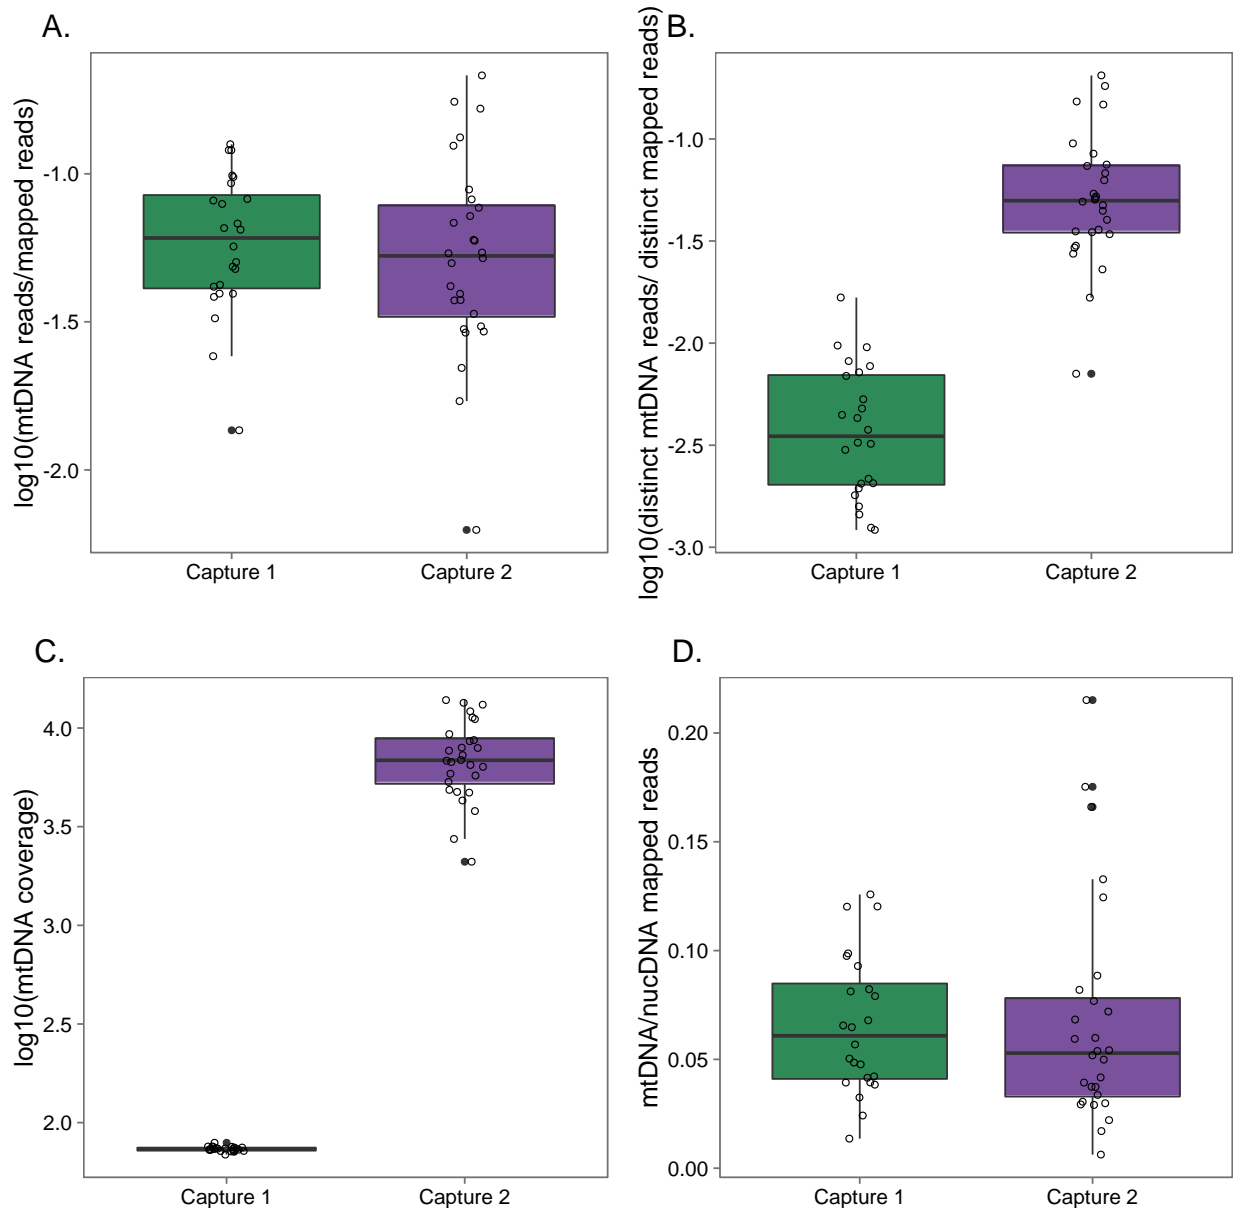 A.
log10(mtDNA reads/mapped reads)
-1.0
-1.5
-2.0
Capture 1
Capture 2
B.
log10(distinct mtDNA reads/ distinct mapped reads)
-1.0
-1.5
-2.0
-2.5
-3.0
Capture 1
Capture 2
C.
log10(mtDNA coverage)
4.0
3.5
3.0
2.5
2.0
Capture 1
Capture 2
D.
mtDNA/nucDNA mapped reads
0.20
0.15
0.10
0.05
0.00
Capture 1
Capture 2